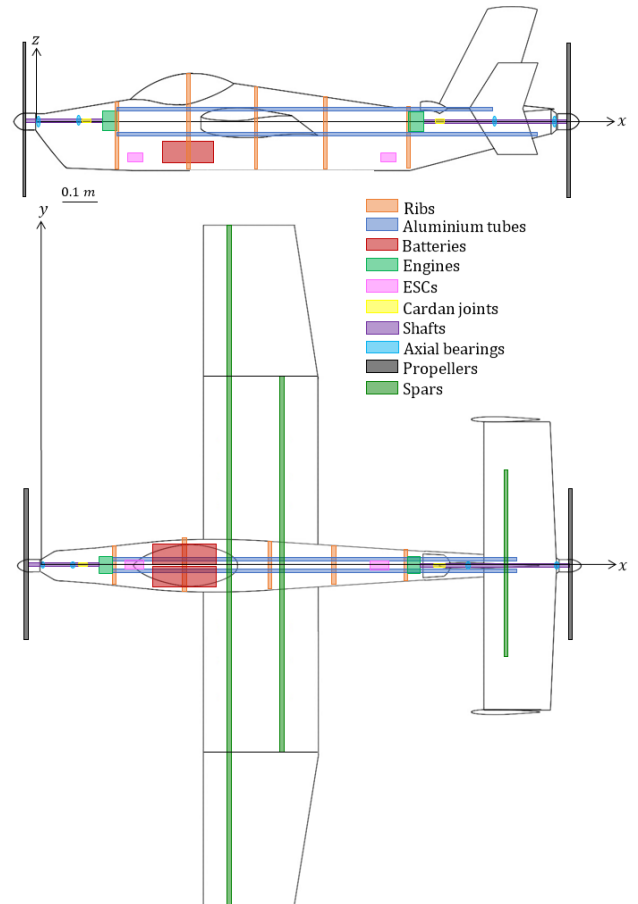 z
x
0.1 m
y
Ribs
Aluminium tubes
Batteries
Engines
ESCs
Cardan joints
Shafts
Axial bearings
Propellers
Spars
x